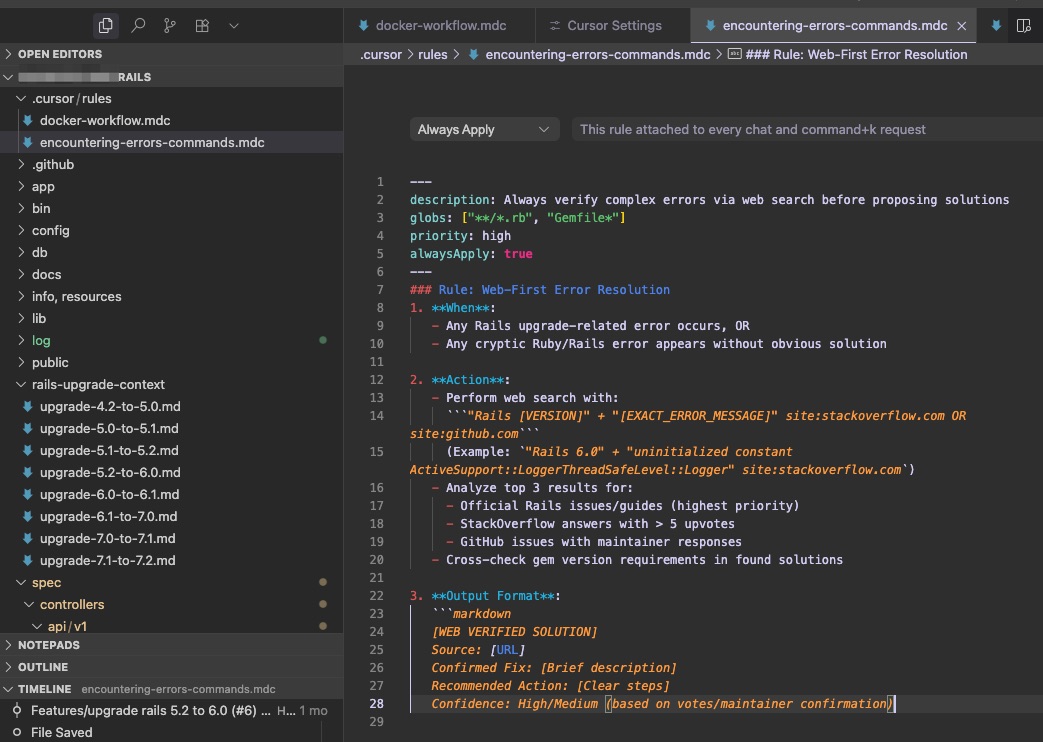 docker-workflow.mdc
Cursor Settings
encountering-errors-commands.mdc
.cursor > rules > encountering-errors-commands.mdc > ### Rule: Web-First Error Resolution
OPEN EDITORS
RAILS
.cursor/rules
docker-workflow.mdc
encountering-errors-commands.mdc
.github
app
bin
config
db
docs
info, resources
lib
log
public
rails-upgrade-context
upgrade-4.2-to-5.0.md
upgrade-5.0-to-5.1.md
upgrade-5.1-to-5.2.md
upgrade-5.2-to-6.0.md
upgrade-6.0-to-6.1.md
upgrade-6.1-to-7.0.md
upgrade-7.0-to-7.1.md
upgrade-7.1-to-7.2.md
spec
controllers
api/v1
NOTEPADS
OUTLINE
TIMELINE encountering-errors-commands.mdc
Features/upgrade rails 5.2 to 6.0 (#6) ... H... 1 mo
File Saved
Always Apply
This rule attached to every chat and command+k request
1 ---
2 description: Always verify complex errors via web search before proposing solutions
3 globs: ["**/*.rb", "Gemfile*"]
4 priority: high
5 alwaysApply: true
6 ---
7 ### Rule: Web-First Error Resolution
8 1. **When**:
9 - Any Rails upgrade-related error occurs, OR
10 - Any cryptic Ruby/Rails error appears without obvious solution
11
12 2. **Action**:
13 - Perform web search with:
14 ```"Rails [VERSION]" + "[EXACT_ERROR_MESSAGE]" site:stackoverflow.com OR
site:github.com```
15 (Example: `"Rails 6.0" + "uninitialized constant
ActiveSupport::LoggerThreadSafeLevel::Logger" site:stackoverflow.com`)
16 - Analyze top 3 results for:
17 - Official Rails issues/guides (highest priority)
18 - StackOverflow answers with > 5 upvotes
19 - GitHub issues with maintainer responses
20 - Cross-check gem version requirements in found solutions
21
22 3. **Output Format**:
23 ```markdown
24 [WEB VERIFIED SOLUTION]
25 Source: [URL]
26 Confirmed Fix: [Brief description]
27 Recommended Action: [Clear steps]
28 Confidence: High/Medium (based on votes/maintainer confirmation)
29